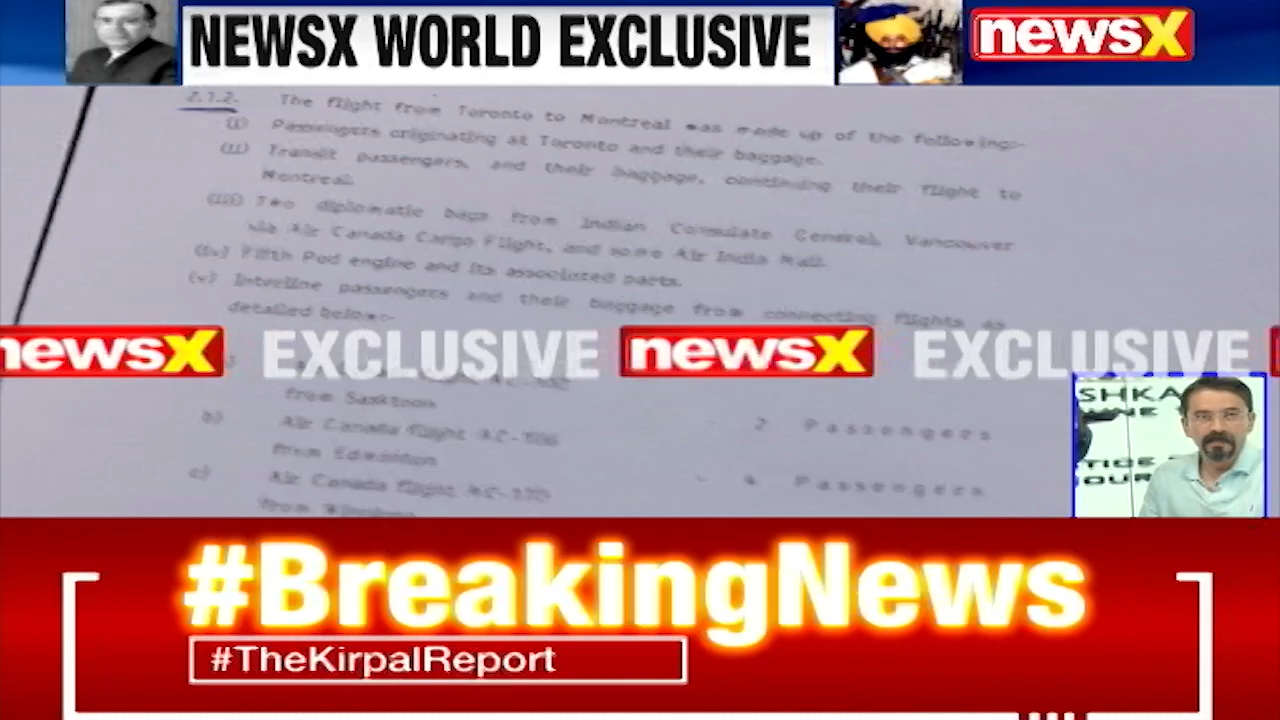 NEWSX WORLD EXCLUSIVE
newsX
2.1.2. The flight from Toronto to Montreal was made up of the following:-
(i) Passengers originating at Toronto and their baggage.
(ii) Transit passengers, and their baggage, continuing their flight to
Montreal.
(iii) Two diplomatic bags from Indian Consulate General, Vancouver
via Air Canada Cargo Flight, and some Air India Mail.
(iv) Fifth Pod engine and its associated parts.
(v) Interline passengers and their baggage from connecting flights as
detailed below:-
newsX EXCLUSIVE newsX EXCLUSIVE
from Saskatoon
b) Air Canada flight 2 Passengers
from Edmonton
c) Air Canada flight 4 Passengers
from Winnipeg
SHKA
#BreakingNews
#TheKirpalReport